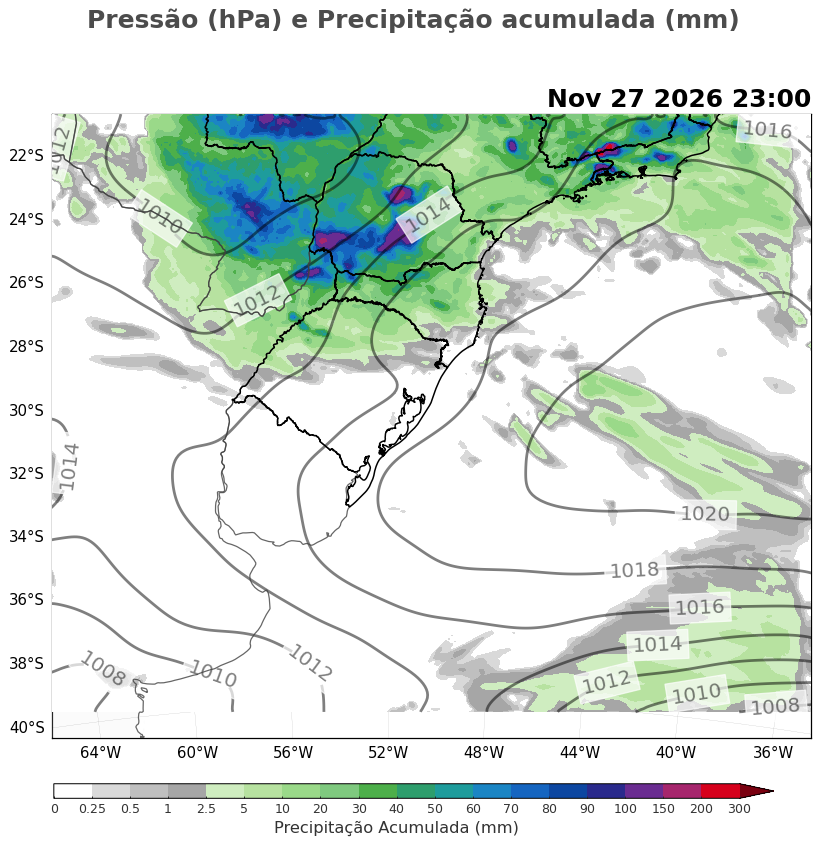 Pressão (hPa) e Precipitação acumulada (mm)
Nov 27 2026 23:00
1012
1016
22°S
1010
1014
24°S
26°S
1012
28°S
30°S
1014
32°S
1020
34°S
1018
36°S
1016
1014
1012
38°S
1008
1010
1012
1010
1008
40°S
64°W 60°W 56°W 52°W 48°W 44°W 40°W 36°W
0 0.25 0.5 1 2.5 5 10 20 30 40 50 60 70 80 90 100 150 200 300
Precipitação Acumulada (mm)